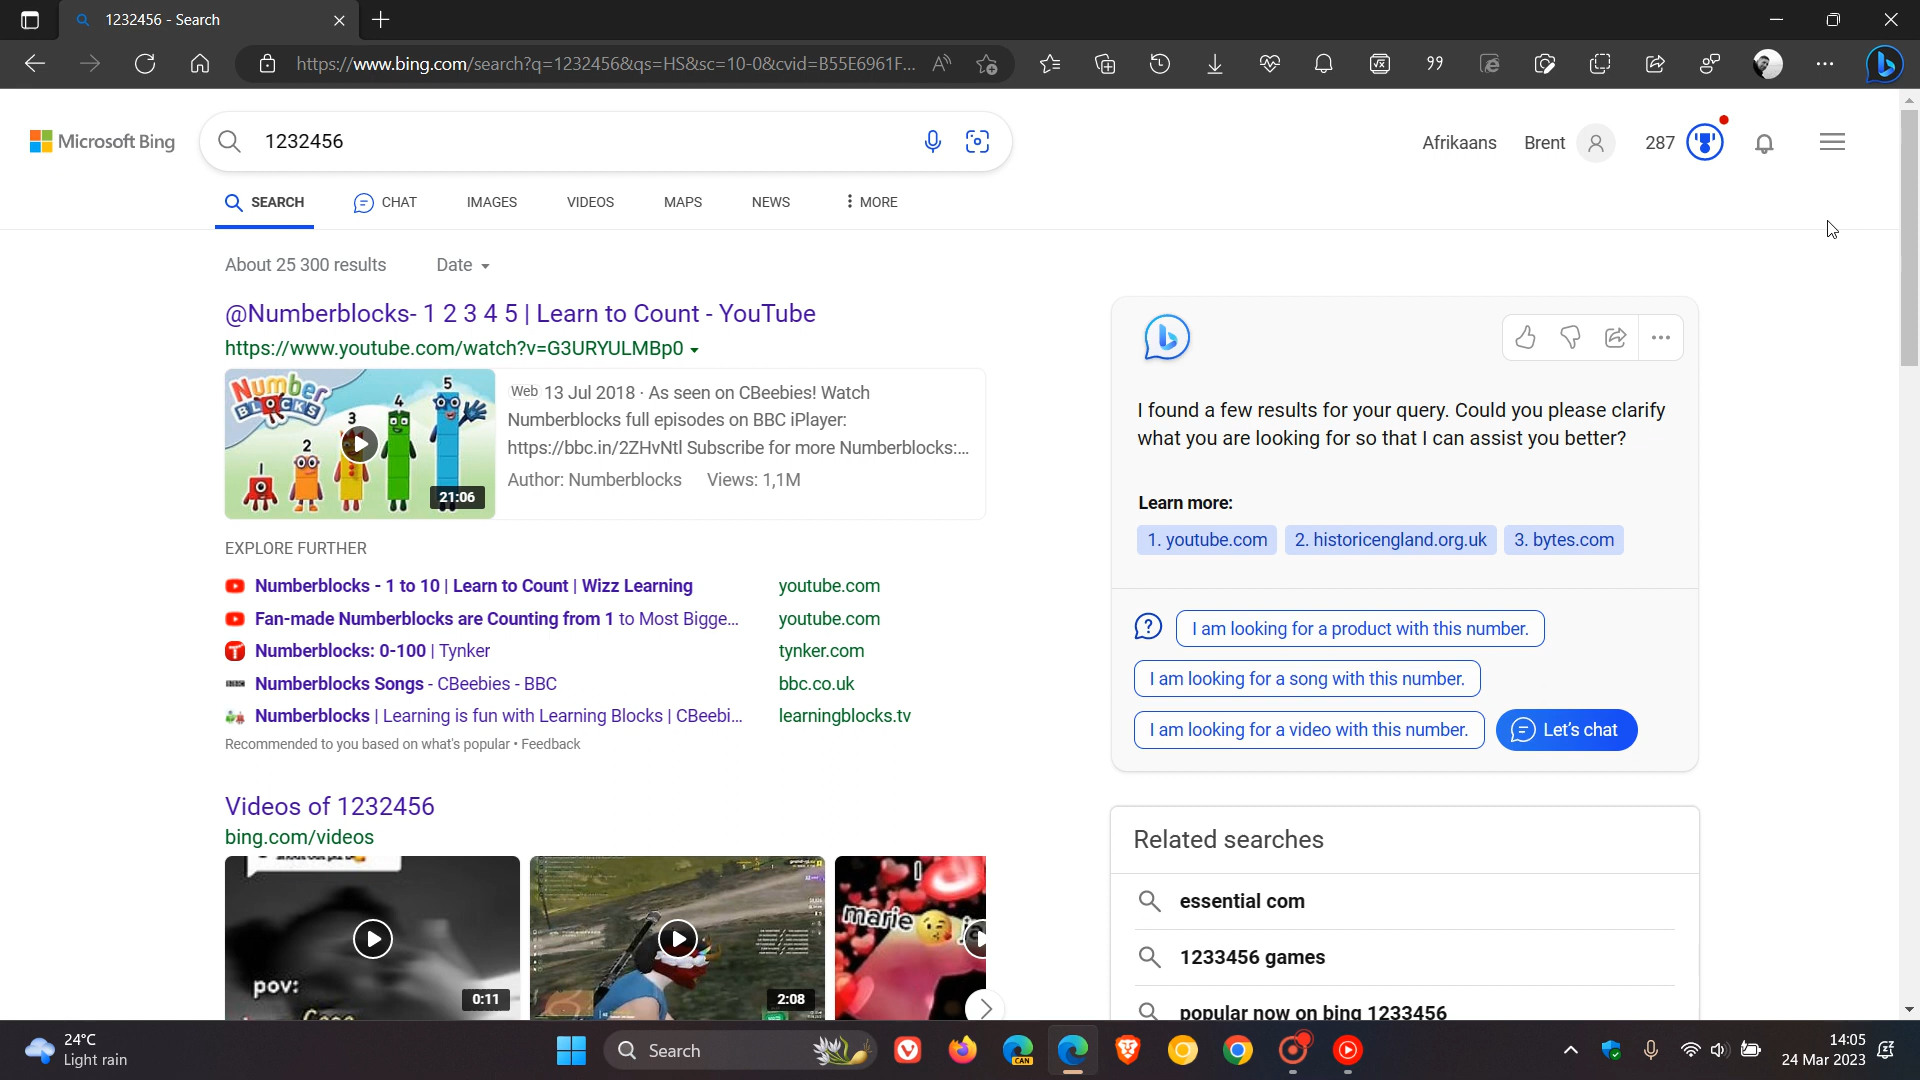 1232456 - Search
https://www.bing.com/search?q=1232456&qs=HS&sc=10-0&cvid=B55E6961F...
Microsoft Bing
1232456
Afrikaans Brent 287
SEARCH CHAT IMAGES VIDEOS MAPS NEWS MORE
About 25 300 results Date
@Numberblocks- 1 2 3 4 5 | Learn to Count - YouTube
https://www.youtube.com/watch?v=G3URYULMBp0
Number
BLOCKS
1 2 3 4 5
21:06
Web 13 Jul 2018 · As seen on CBeebies! Watch
Numberblocks full episodes on BBC iPlayer:
https://bbc.in/2ZHvNtl Subscribe for more Numberblocks:...
Author: Numberblocks Views: 1,1M
EXPLORE FURTHER
Numberblocks - 1 to 10 | Learn to Count | Wizz Learning youtube.com
Fan-made Numberblocks are Counting from 1 to Most Bigge... youtube.com
Numberblocks: 0-100 | Tynker tynker.com
BBC Numberblocks Songs - CBeebies - BBC bbc.co.uk
Numberblocks | Learning is fun with Learning Blocks | CBeebi... learningblocks.tv
Recommended to you based on what's popular • Feedback
Videos of 1232456
bing.com/videos
pov:
0:11
2:08
marie
I found a few results for your query. Could you please clarify
what you are looking for so that I can assist you better?
Learn more:
1. youtube.com 2. historicengland.org.uk 3. bytes.com
I am looking for a product with this number.
I am looking for a song with this number.
I am looking for a video with this number. Let's chat
Related searches
essential com
1233456 games
popular now on bing 1233456
24°C
Light rain
Search
CAN
14:05
24 Mar 2023